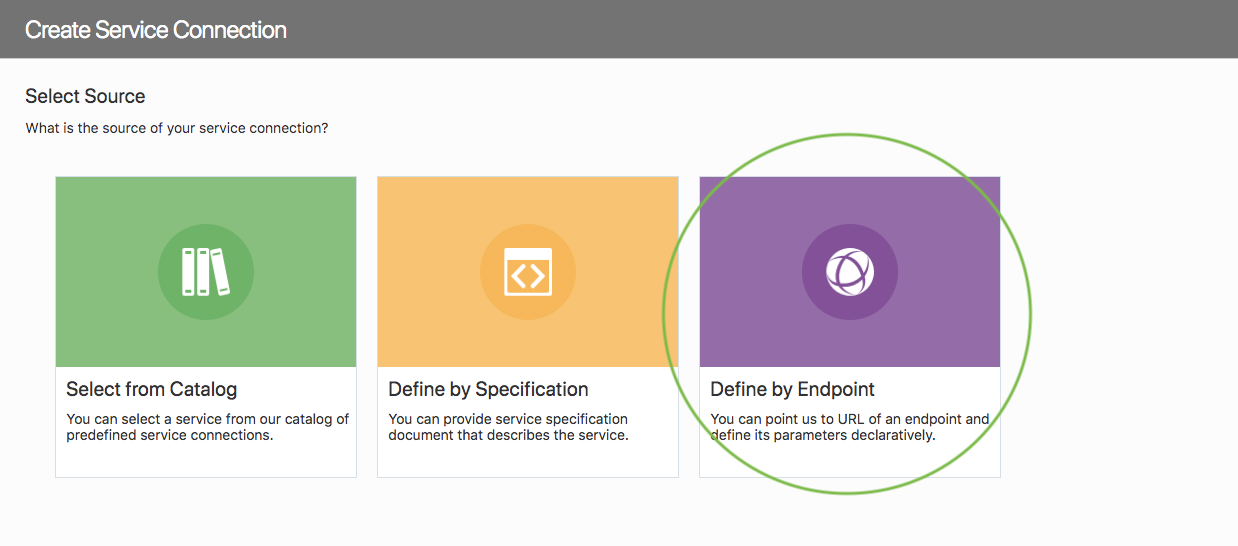 Create Service Connection
Select Source
What is the source of your service connection?
Select from Catalog
You can select a service from our catalog of
predefined service connections.
Define by Specification
You can provide service specification
document that describes the service.
Define by Endpoint
You can point us to URL of an endpoint and
define its parameters declaratively.